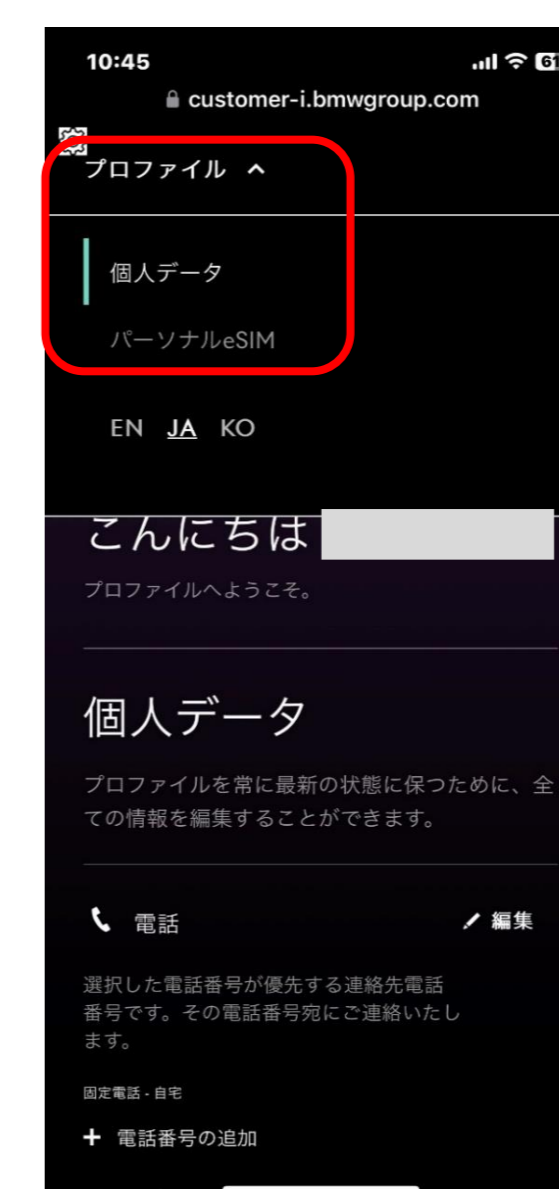 10:45
61
customer-i.bmwgroup.com
プロファイル
個人データ
パーソナルeSIM
EN JA KO
こんにちは
プロファイルへようこそ。
個人データ
プロファイルを常に最新の状態に保つために、全
ての情報を編集することができます。
電話 編集
選択した電話番号が優先する連絡先電話
番号です。その電話番号宛にご連絡いたし
ます。
固定電話 - 自宅
+ 電話番号の追加